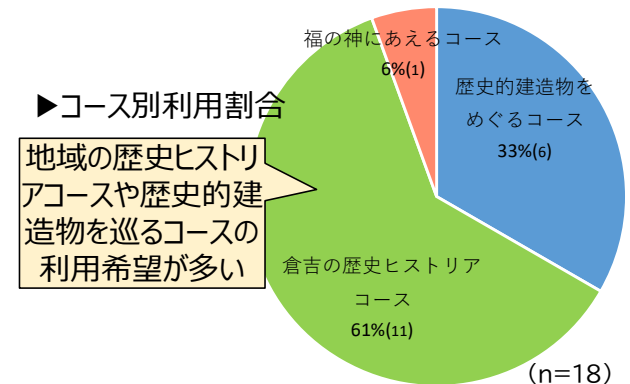 ▶コース別利用割合
地域の歴史ヒストリ
アコースや歴史的建
造物を巡るコースの
利用希望が多い
福の神にあえるコース
6%(1)
歴史的建造物を
めぐるコース
33%(6)
倉吉の歴史ヒストリア
コース
61%(11)
（n=18）